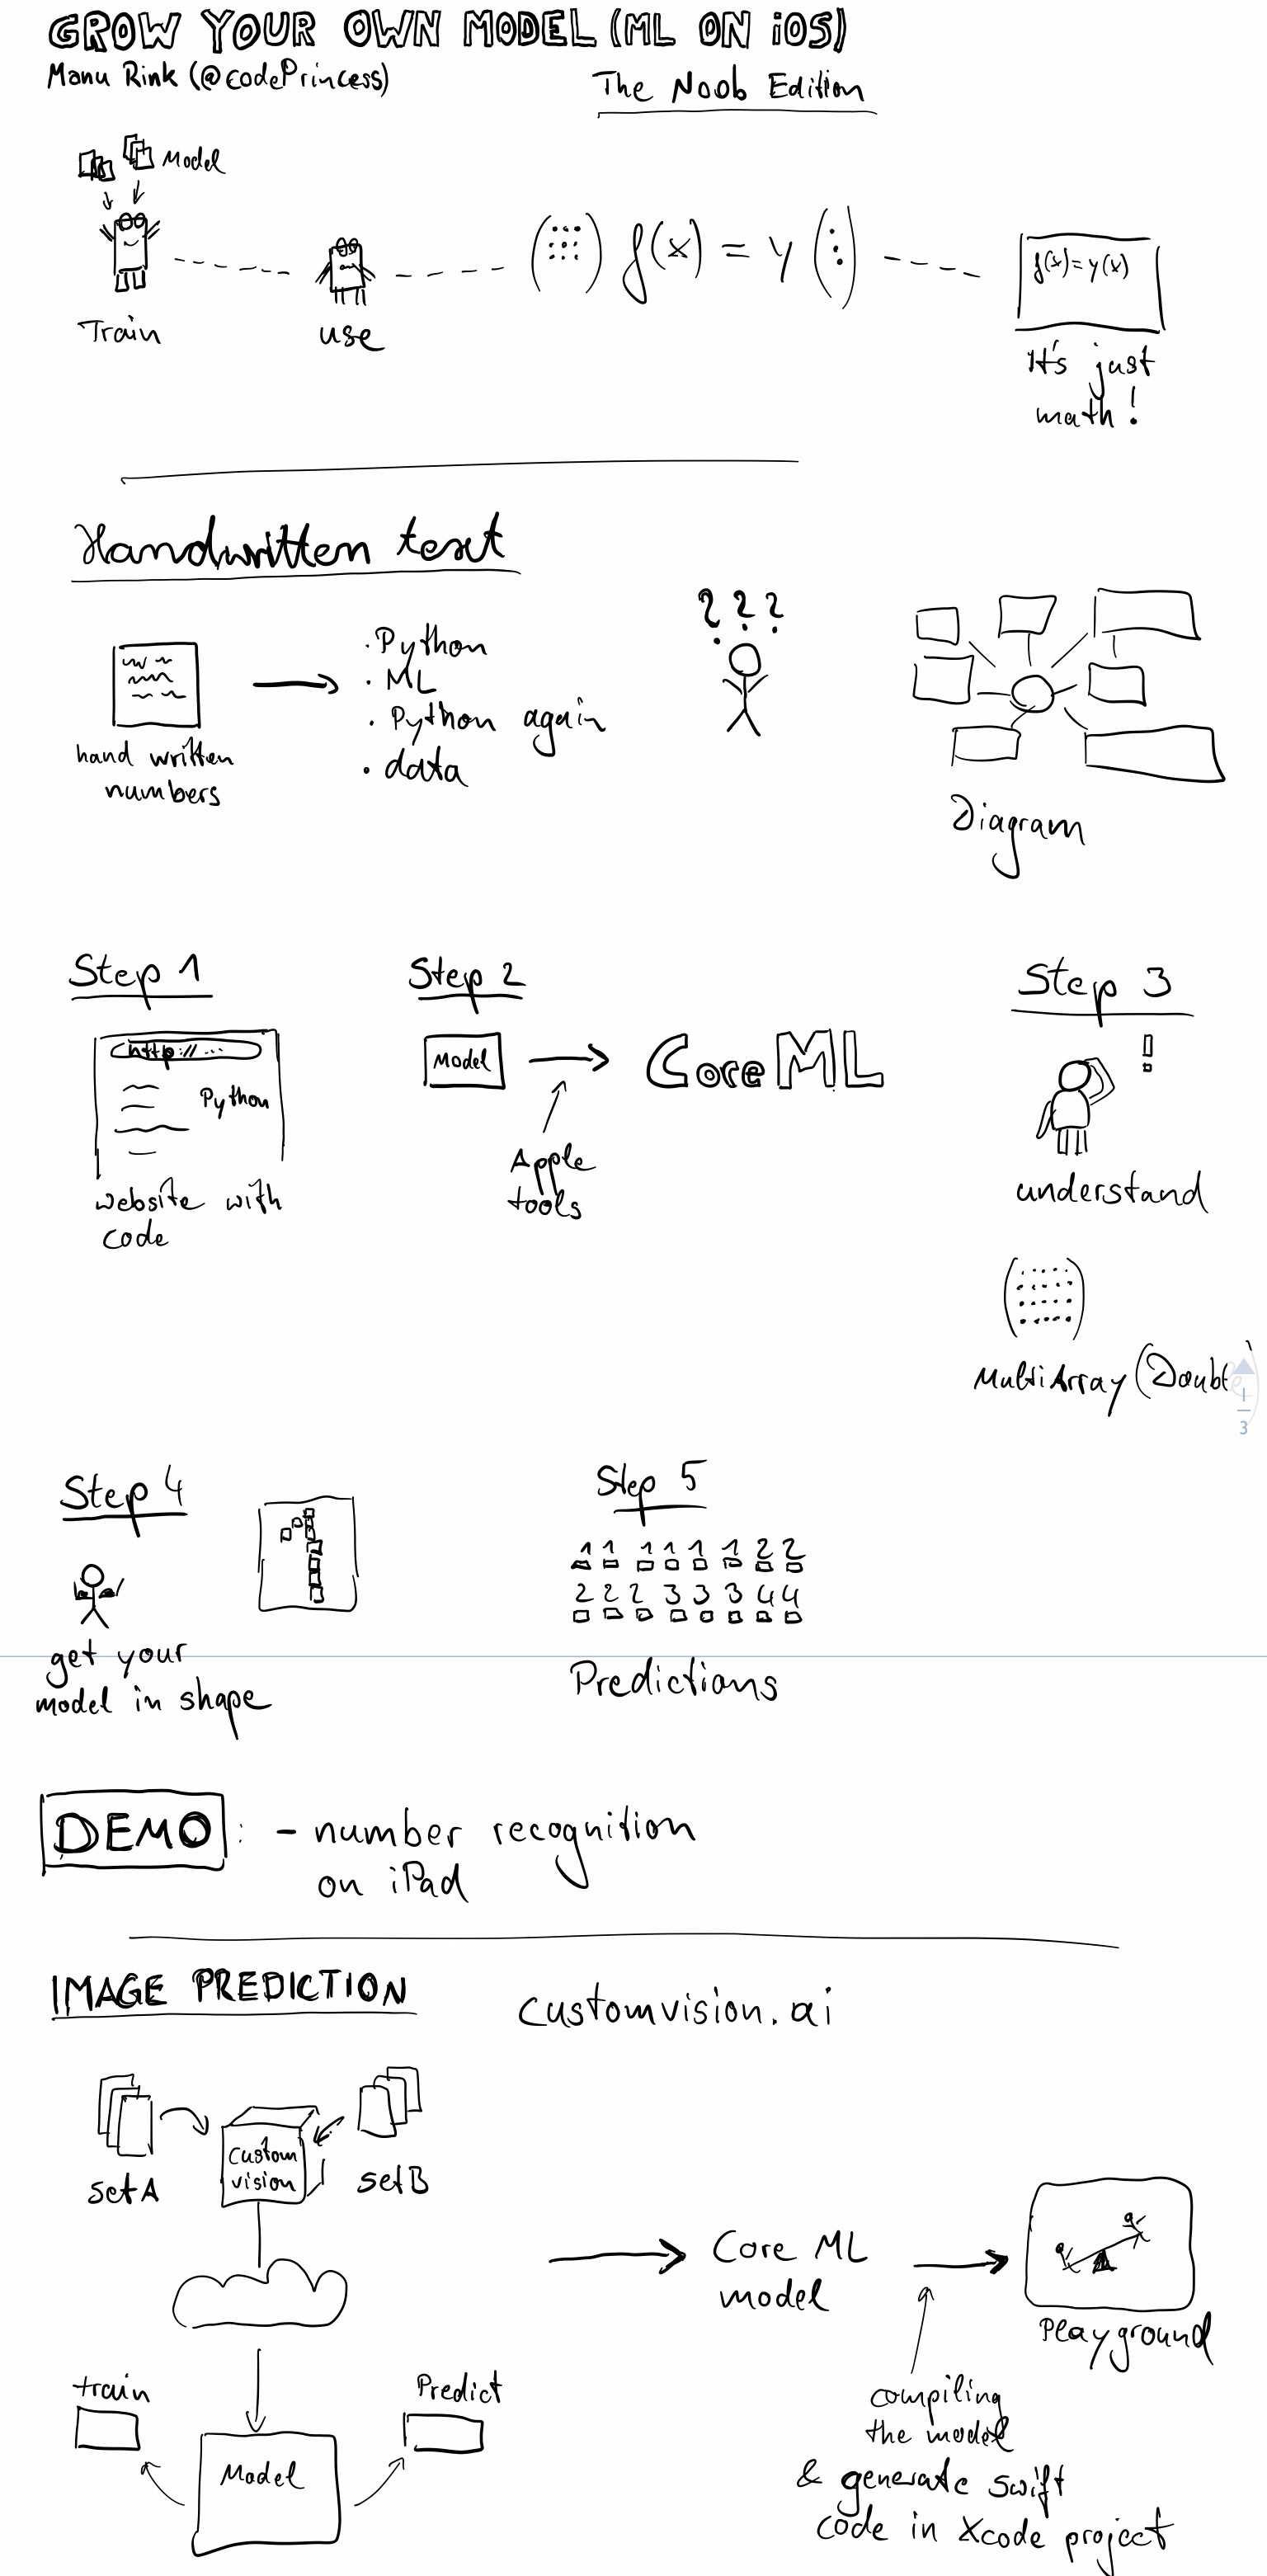 GROW YOUR OWN MODEL (ML ON iOS)
Manu Rink (@codePrincess)
The Noob Edition
Model
Train
use
f(x) = y
f(x)=y(x)
It's just
math!
Handwritten text
hand written
numbers
· Python
· ML
· Python again
· data
? ? ?
Diagram
Step 1
http://...
Python
website with
code
Step 2
Model
Core ML
Apple
tools
Step 3
!
understand
MultiArray (Double)
1
3
Step 4
get your
model in shape
Step 5
1 1 1 1 1 1 2 2
2 2 2 3 3 3 4 4
Predictions
DEMO: - number recognition
on iPad
IMAGE PREDICTION
customvision.ai
set A
Custom
vision
set B
train
Predict
Model
Core ML
model
Playground
compiling
the model
& generate swift
code in Xcode project